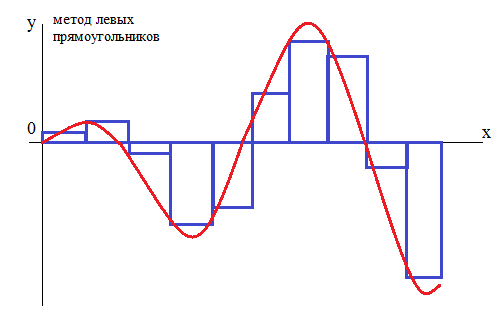 y
метод левых
прямоугольников
0
x